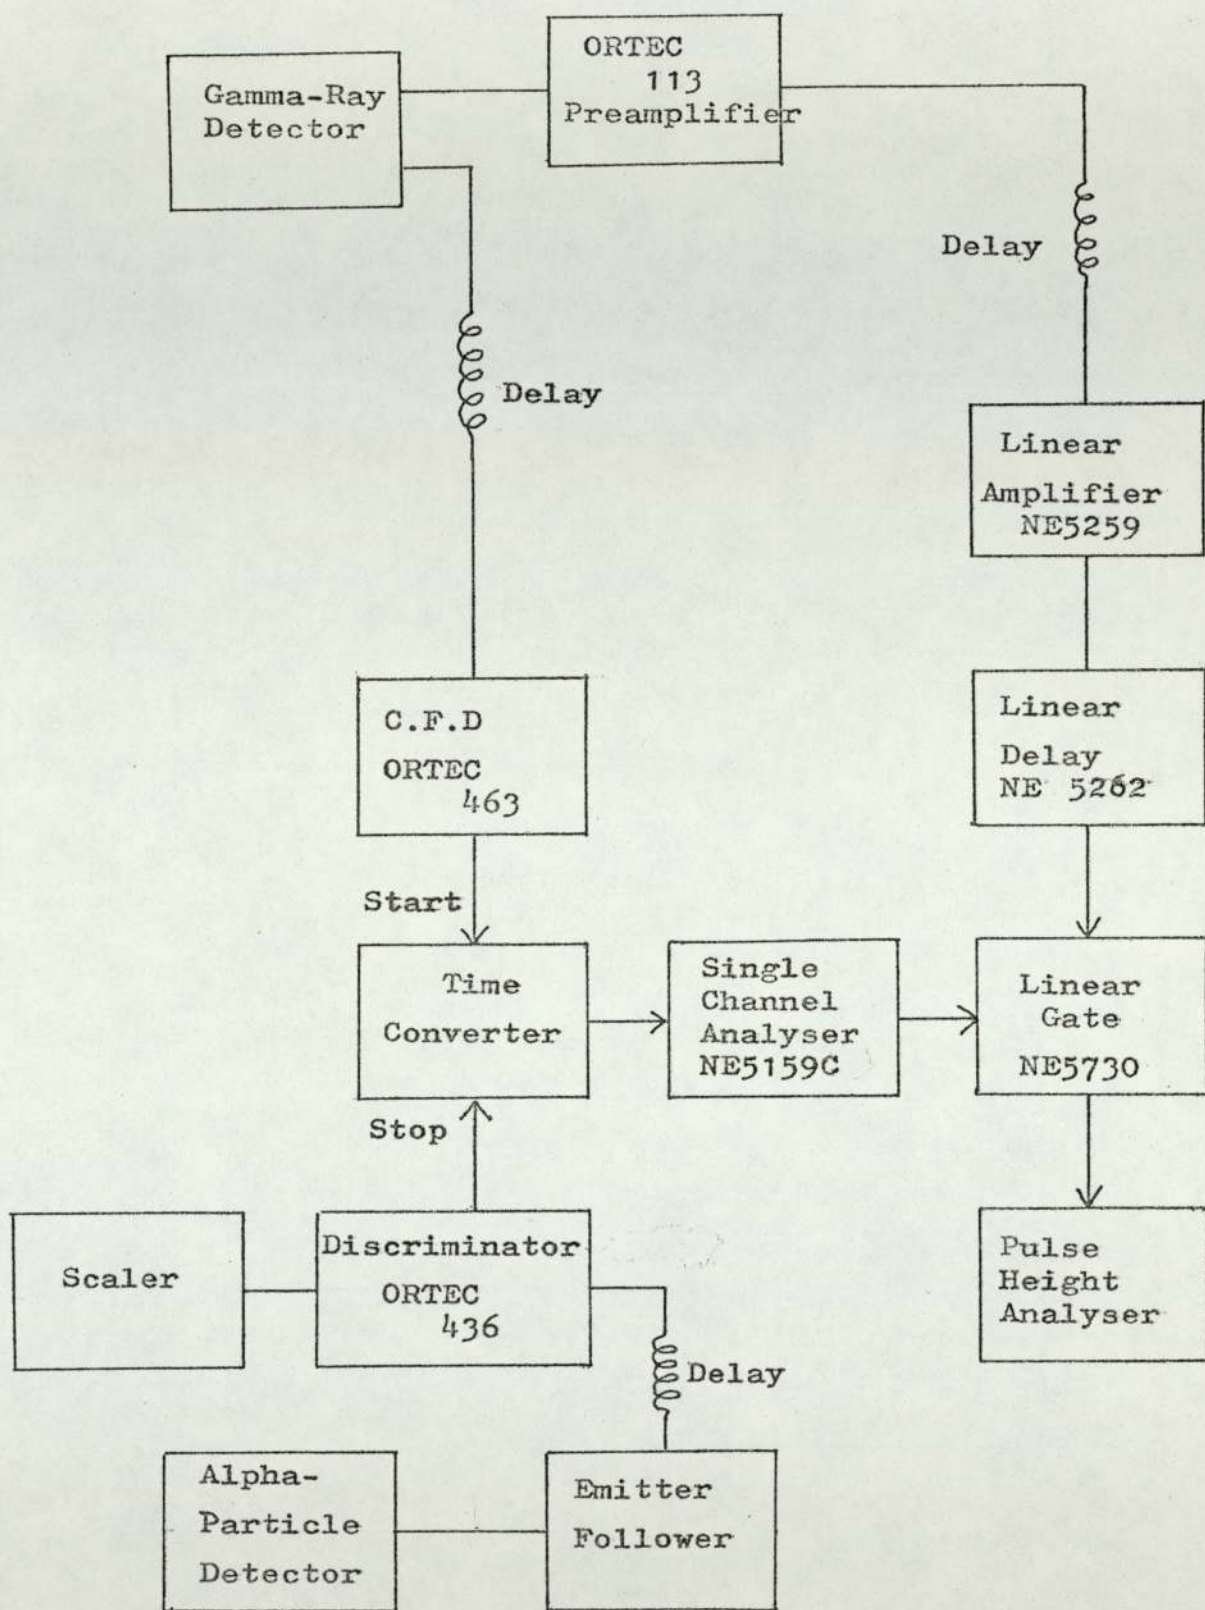 Gamma-Ray
Detector
ORTEC
113
Preamplifier
Delay
Delay
Linear
Amplifier
NE5259
C.F.D
ORTEC
463
Linear
Delay
NE 5262
Start
Time
Converter
Single
Channel
Analyser
NE5159C
Linear
Gate
NE5730
Stop
Scaler
Discriminator
ORTEC
436
Delay
Pulse
Height
Analyser
Alpha-
Particle
Detector
Emitter
Follower